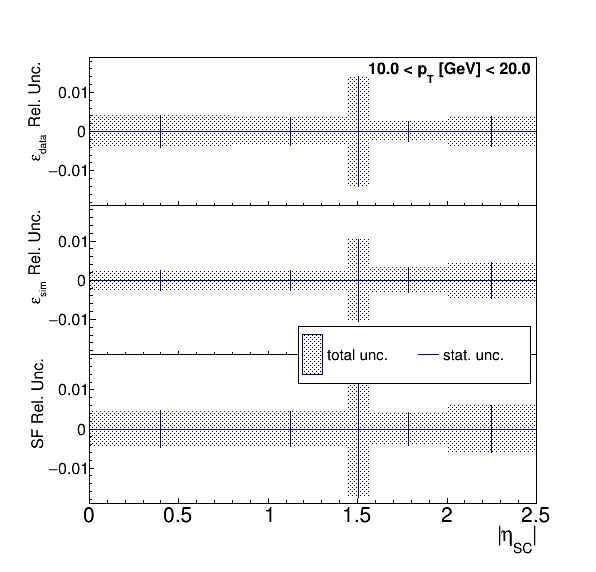 10.0 < p_T [GeV] < 20.0
ε_data Rel. Unc.
0.01
0
−0.01
ε_sim Rel. Unc.
0.01
0
−0.01
total unc.
stat. unc.
SF Rel. Unc.
0.01
0
−0.01
0 0.5 1 1.5 2 2.5
|η_SC|